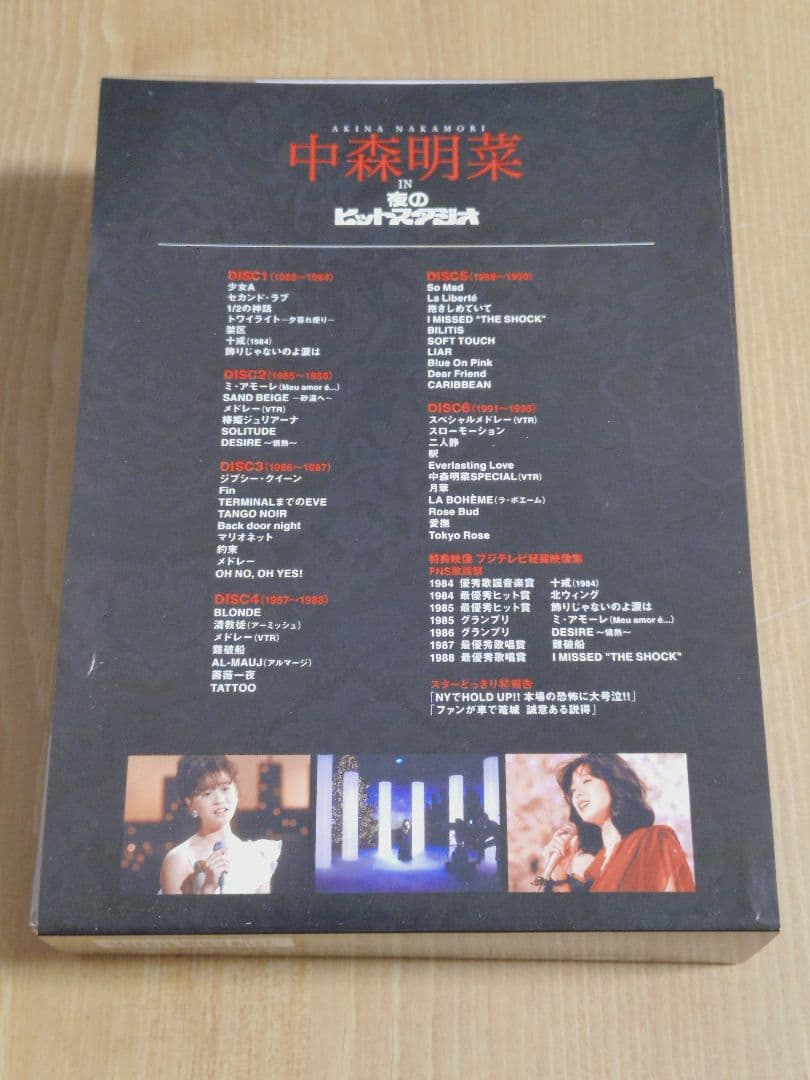 AKINA NAKAMORI
中森明菜
IN
夜の
ヒットスタジオ
DISC1(1983〜1984)
少女A
セカンド・ラブ
1/2の神話
トワイライト−夕暮れ便り−
禁区
十戒(1984)
飾りじゃないのよ涙は
DISC2(1985〜1986)
ミ・アモーレ(Meu amor é...)
SAND BEIGE −砂漠へ−
メドレー(VTR)
椿姫ジュリアーナ
SOLITUDE
DESIRE −情熱−
DISC3(1986〜1987)
ジプシー・クイーン
Fin
TERMINALまでのEVE
TANGO NOIR
Back door night
マリオネット
約束
メドレー
OH NO, OH YES!
DISC4(1987〜1988)
BLONDE
清教徒(アーミッシュ)
メドレー(VTR)
難破船
AL-MAUJ(アルマージ)
薔薇一夜
TATTOO
DISC5(1988〜1990)
So Mad
La Liberté
抱きしめていて
I MISSED "THE SHOCK"
BILITIS
SOFT TOUCH
LIAR
Blue On Pink
Dear Friend
CARIBBEAN
DISC6(1991〜1995)
スペシャルメドレー(VTR)
スローモーション
二人静
駅
Everlasting Love
中森明菜SPECIAL(VTR)
月華
LA BOHÈME(ラ・ボエーム)
Rose Bud
愛撫
Tokyo Rose
特典映像 フジテレビ秘蔵映像集
FNS歌謡祭
1984 優秀歌謡音楽賞 十戒(1984)
1984 最優秀ヒット賞 北ウィング
1985 最優秀ヒット賞 飾りじゃないのよ涙は
1985 グランプリ ミ・アモーレ(Meu amor é...)
1986 グランプリ DESIRE −情熱−
1987 最優秀歌唱賞 難破船
1988 最優秀歌唱賞 I MISSED "THE SHOCK"
スターどっきり㊙報告
「NYでHOLD UP!! 本場の恐怖に大号泣!!」
「ファンが車で篭城 誠意ある説得」